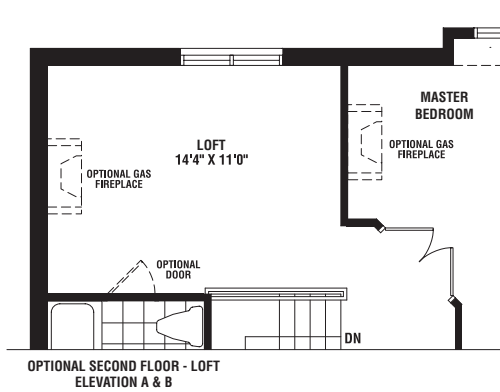 MASTER
BEDROOM
LOFT
14'4" X 11'0"
OPTIONAL GAS
FIREPLACE
OPTIONAL GAS
FIREPLACE
OPTIONAL
DOOR
DN
OPTIONAL SECOND FLOOR - LOFT
ELEVATION A & B